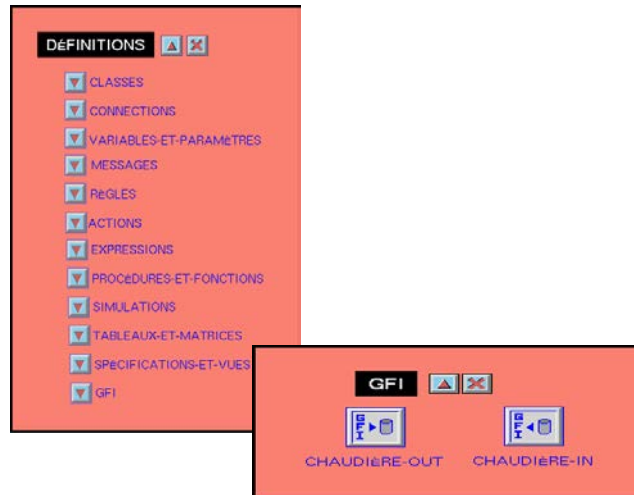 DéFINITIONS
CLASSES
CONNECTIONS
VARIABLES-ET-PARAMèTRES
MESSAGES
RèGLES
ACTIONS
EXPRESSIONS
PROCéDURES-ET-FONCTIONS
SIMULATIONS
TABLEAUX-ET-MATRICES
SPéCIFICATIONS-ET-VUES
GFI
GFI
GFI
GFI
CHAUDIèRE-OUT
CHAUDIèRE-IN